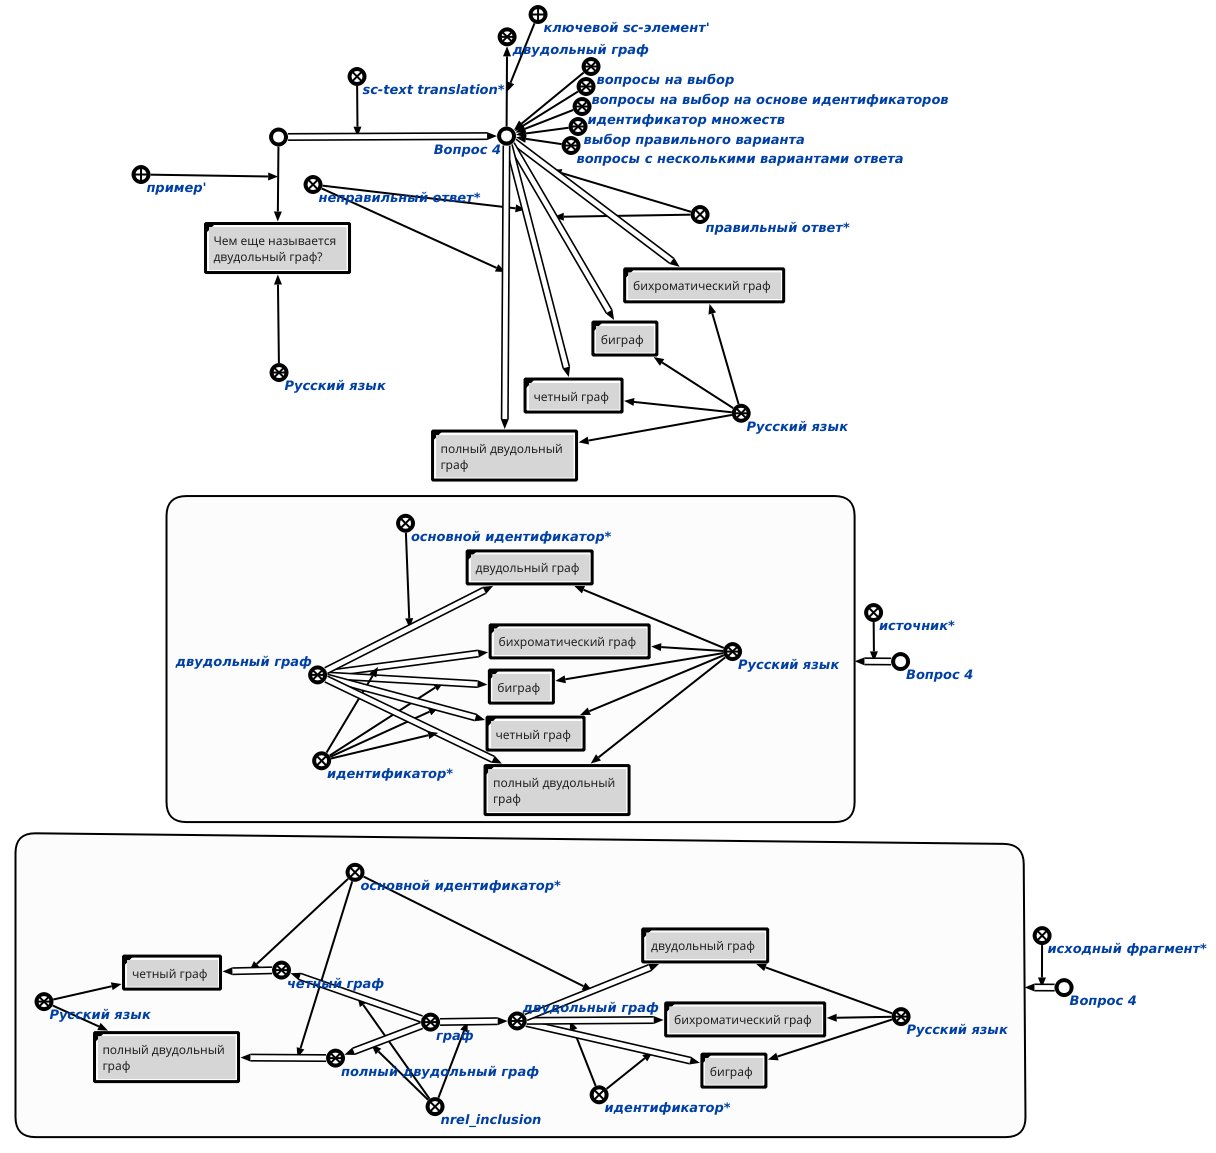 ключевой sc-элемент'
двудольный граф
вопросы на выбор
sc-text translation*
вопросы на выбор на основе идентификаторов
идентификатор множеств
выбор правильного варианта
Вопрос 4
вопросы с несколькими вариантами ответа
пример'
неправильный ответ*
правильный ответ*
Чем еще называется
двудольный граф?
бихроматический граф
биграф
Русский язык
четный граф
Русский язык
полный двудольный
граф
основной идентификатор*
двудольный граф
источник*
бихроматический граф
двудольный граф
Русский язык
Вопрос 4
биграф
четный граф
идентификатор*
полный двудольный
граф
основной идентификатор*
двудольный граф
исходный фрагмент*
четный граф
четный граф
Вопрос 4
двудольный граф
Русский язык
бихроматический граф
Русский язык
граф
полный двудольный
граф
полный двудольный граф
биграф
идентификатор*
nrel_inclusion